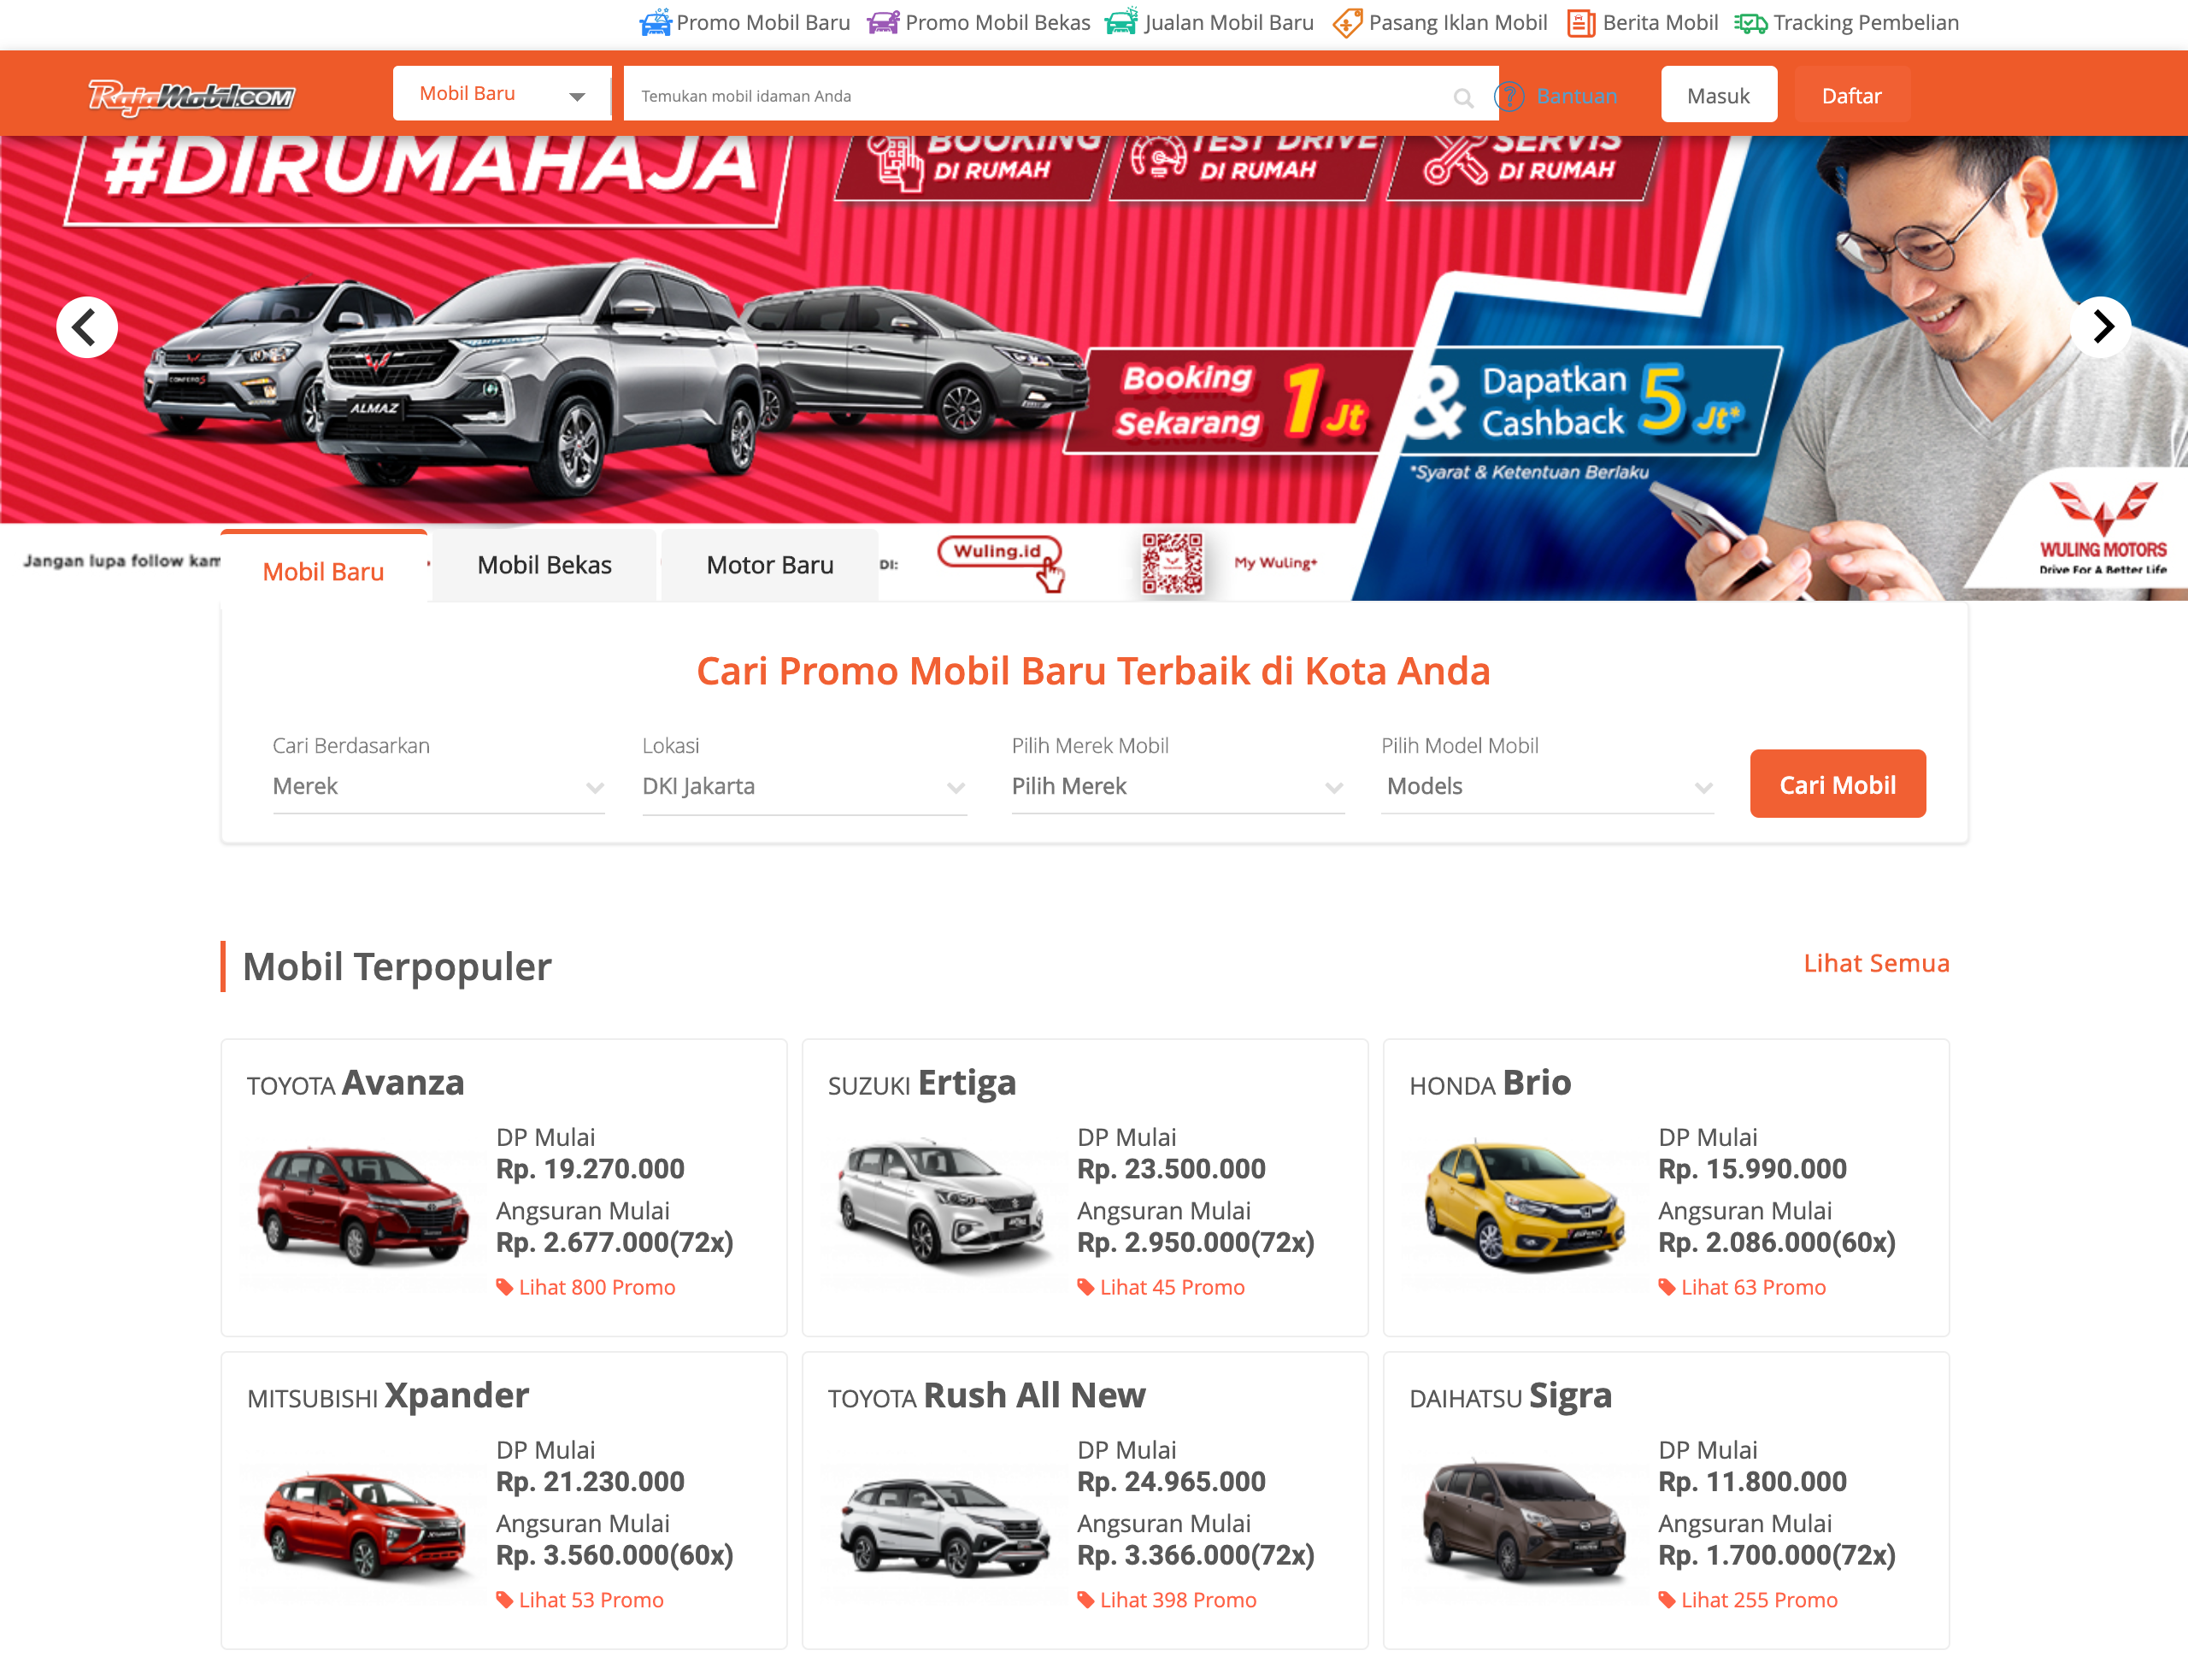 Promo Mobil Baru Promo Mobil Bekas Jualan Mobil Baru Pasang Iklan Mobil Berita Mobil Tracking Pembelian
RajaMobil.COM
Mobil Baru
Temukan mobil idaman Anda
? Bantuan
Masuk
Daftar
#DIRUMAHAJA
BOOKING
DI RUMAH
TEST DRIVE
DI RUMAH
SERVIS
DI RUMAH
CONFERO S
ALMAZ
Booking
Sekarang 1 Jt
&
Dapatkan
Cashback 5 Jt*
*Syarat & Ketentuan Berlaku
WULING MOTORS
Drive For A Better Life
Jangan lupa follow kam
DI:
Wuling.id
My Wuling+
Mobil Baru
Mobil Bekas
Motor Baru
Cari Promo Mobil Baru Terbaik di Kota Anda
Cari Berdasarkan
Merek
Lokasi
DKI Jakarta
Pilih Merek Mobil
Pilih Merek
Pilih Model Mobil
Models
Cari Mobil
Mobil Terpopuler
Lihat Semua
TOYOTA Avanza
DP Mulai
Rp. 19.270.000
Angsuran Mulai
Rp. 2.677.000(72x)
Lihat 800 Promo
SUZUKI Ertiga
DP Mulai
Rp. 23.500.000
Angsuran Mulai
Rp. 2.950.000(72x)
Lihat 45 Promo
HONDA Brio
DP Mulai
Rp. 15.990.000
Angsuran Mulai
Rp. 2.086.000(60x)
Lihat 63 Promo
MITSUBISHI Xpander
DP Mulai
Rp. 21.230.000
Angsuran Mulai
Rp. 3.560.000(60x)
Lihat 53 Promo
TOYOTA Rush All New
DP Mulai
Rp. 24.965.000
Angsuran Mulai
Rp. 3.366.000(72x)
Lihat 398 Promo
DAIHATSU Sigra
DP Mulai
Rp. 11.800.000
Angsuran Mulai
Rp. 1.700.000(72x)
Lihat 255 Promo